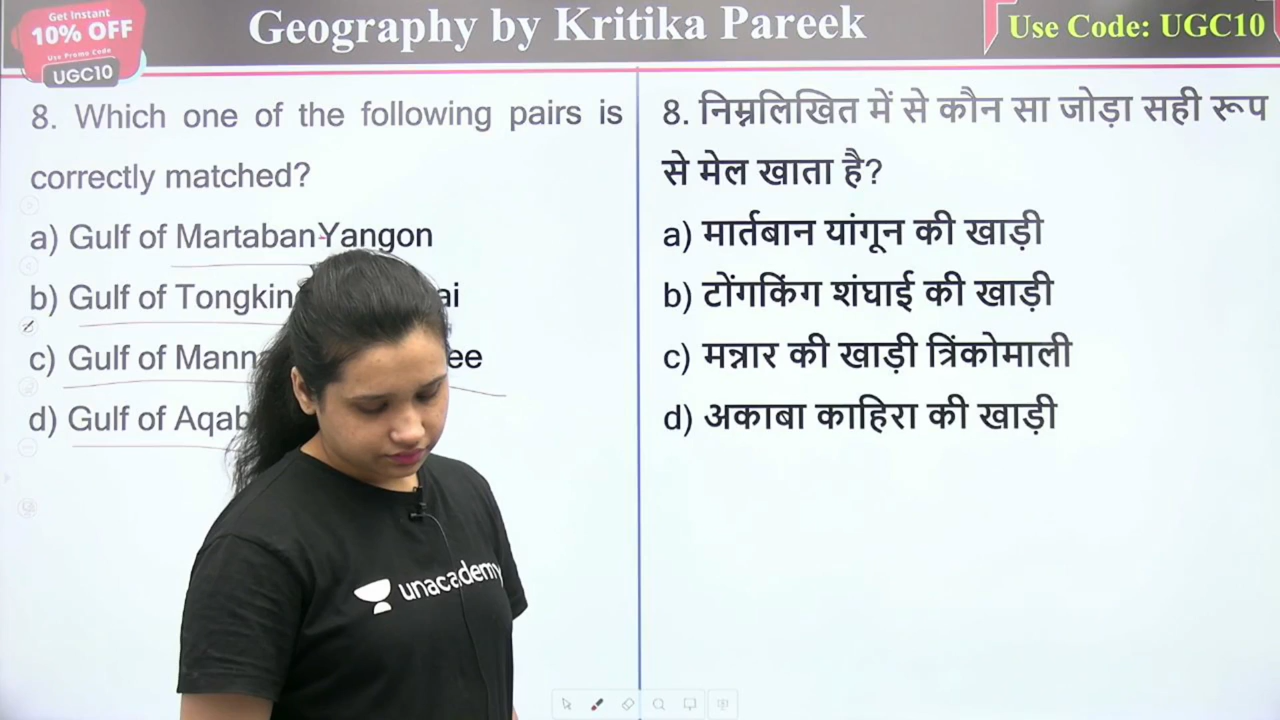 Get Instant
10% OFF
Use Promo Code
UGC10
Geography by Kritika Pareek
Use Code: UGC10
8. Which one of the following pairs is
correctly matched?
a) Gulf of Martaban-Yangon
b) Gulf of Tongkin
c) Gulf of
d) Gulf of
8. निम्नलिखित में से कौन सा जोड़ा सही रूप
से मेल खाता है?
a) मार्तबान यांगून की खाड़ी
b) टोंगकिंग शंघाई की खाड़ी
c) मन्नार की खाड़ी त्रिंकोमाली
d) अकाबा काहिरा की खाड़ी
unacademy